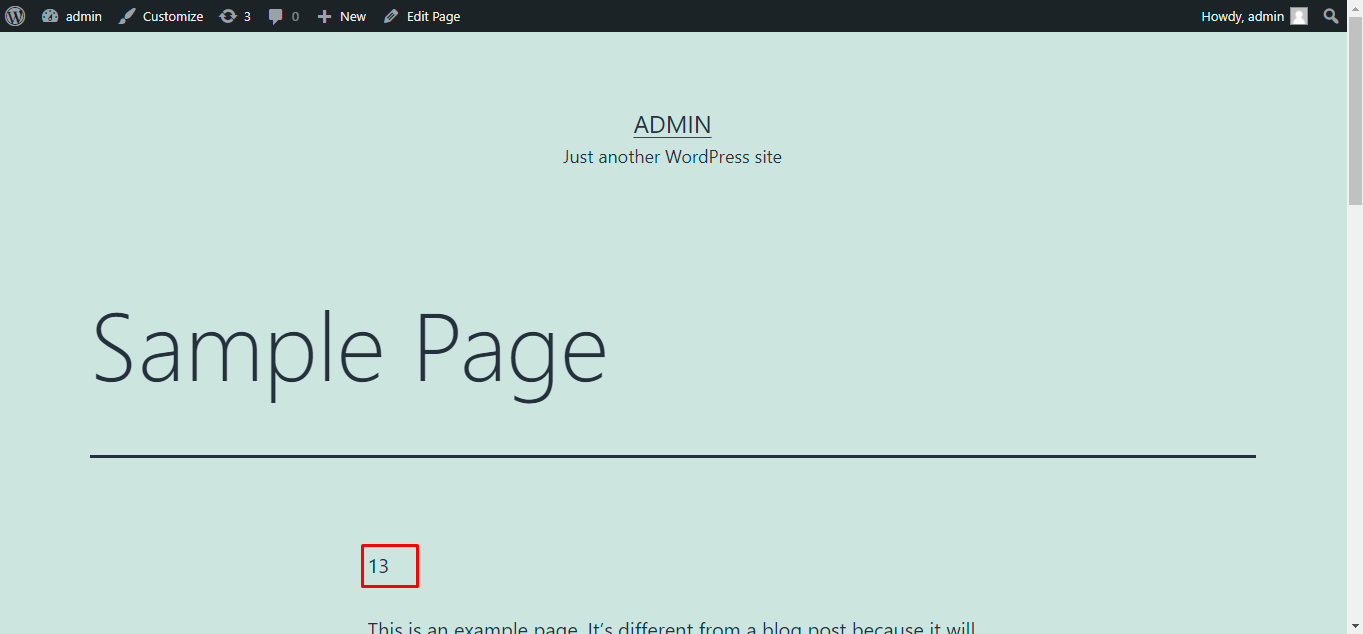 admin Customize 3 0 New Edit Page Howdy, admin
ADMIN
Just another WordPress site
Sample Page
13
This is an example page. It’s different from a blog post because it will